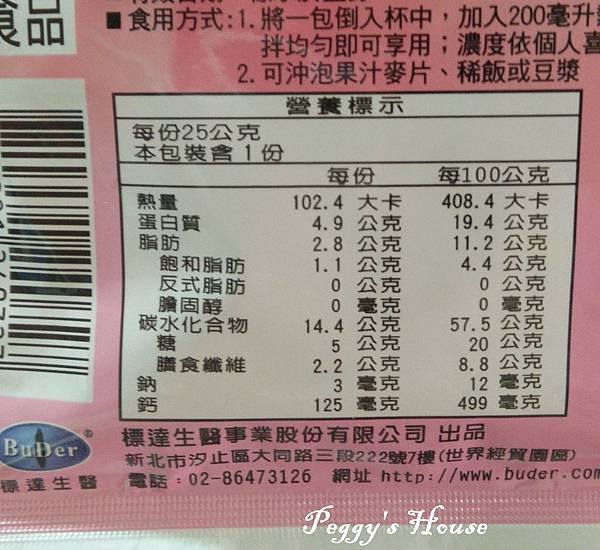 食品
■食用方式:1.將一包倒入杯中，加入200毫升
拌均勻即可享用；濃度依個人喜
2.可沖泡果汁麥片、稀飯或豆漿
營養標示
每份25公克
本包裝含1份
每份 每100公克
熱量 102.4 大卡 408.4 大卡
蛋白質 4.9 公克 19.4 公克
脂肪 2.8 公克 11.2 公克
飽和脂肪 1.1 公克 4.4 公克
反式脂肪 0 公克 0 公克
膽固醇 0 毫克 0 毫克
碳水化合物 14.4 公克 57.5 公克
糖 5 公克 20 公克
膳食纖維 2.2 公克 8.8 公克
鈉 3 毫克 12 毫克
鈣 125 毫克 499 毫克
BuDer®
標達生醫
標達生醫事業股份有限公司 出品
新北市汐止區大同路三段222號7樓(世界經貿園區)
電話：02-86473126 網址 http://www.buder.com
Peggy's House